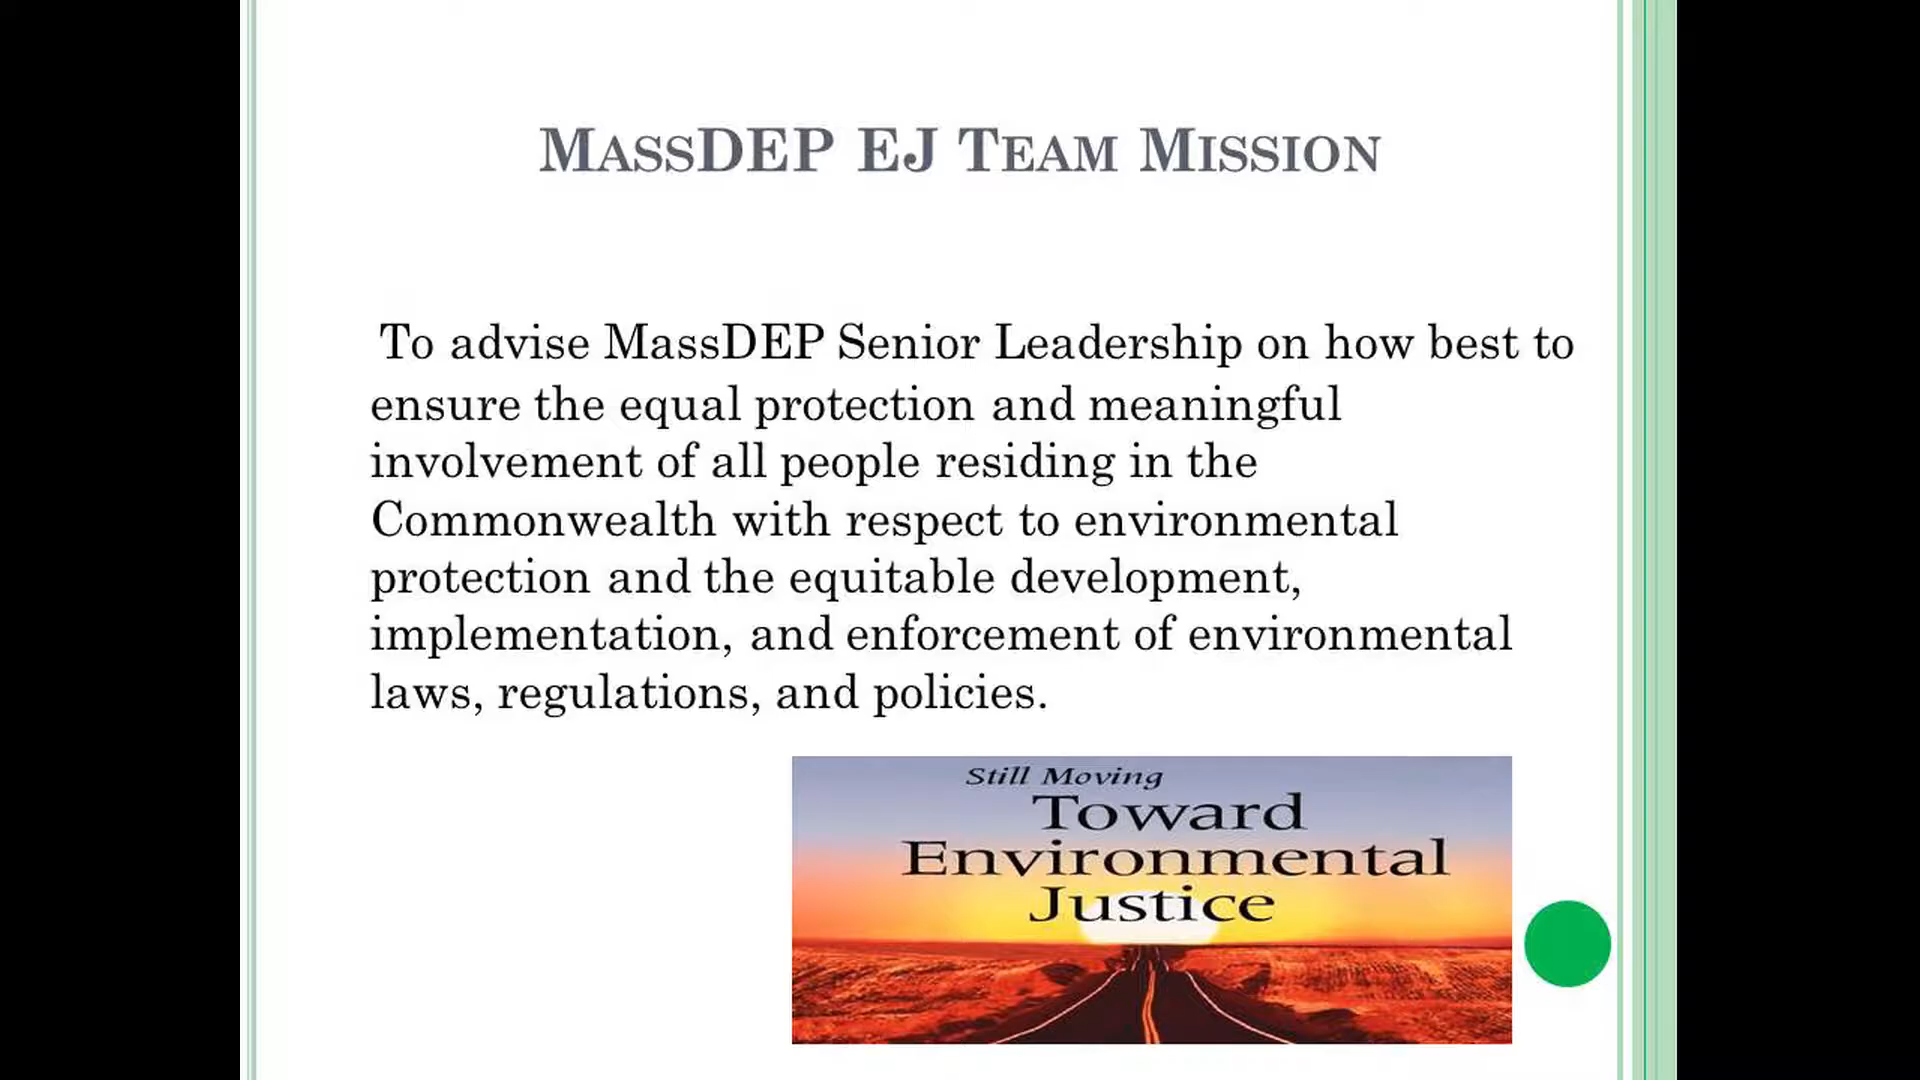 MassDEP EJ Team Mission
To advise MassDEP Senior Leadership on how best to
ensure the equal protection and meaningful
involvement of all people residing in the
Commonwealth with respect to environmental
protection and the equitable development,
implementation, and enforcement of environmental
laws, regulations, and policies.
Still Moving
Toward
Environmental
Justice